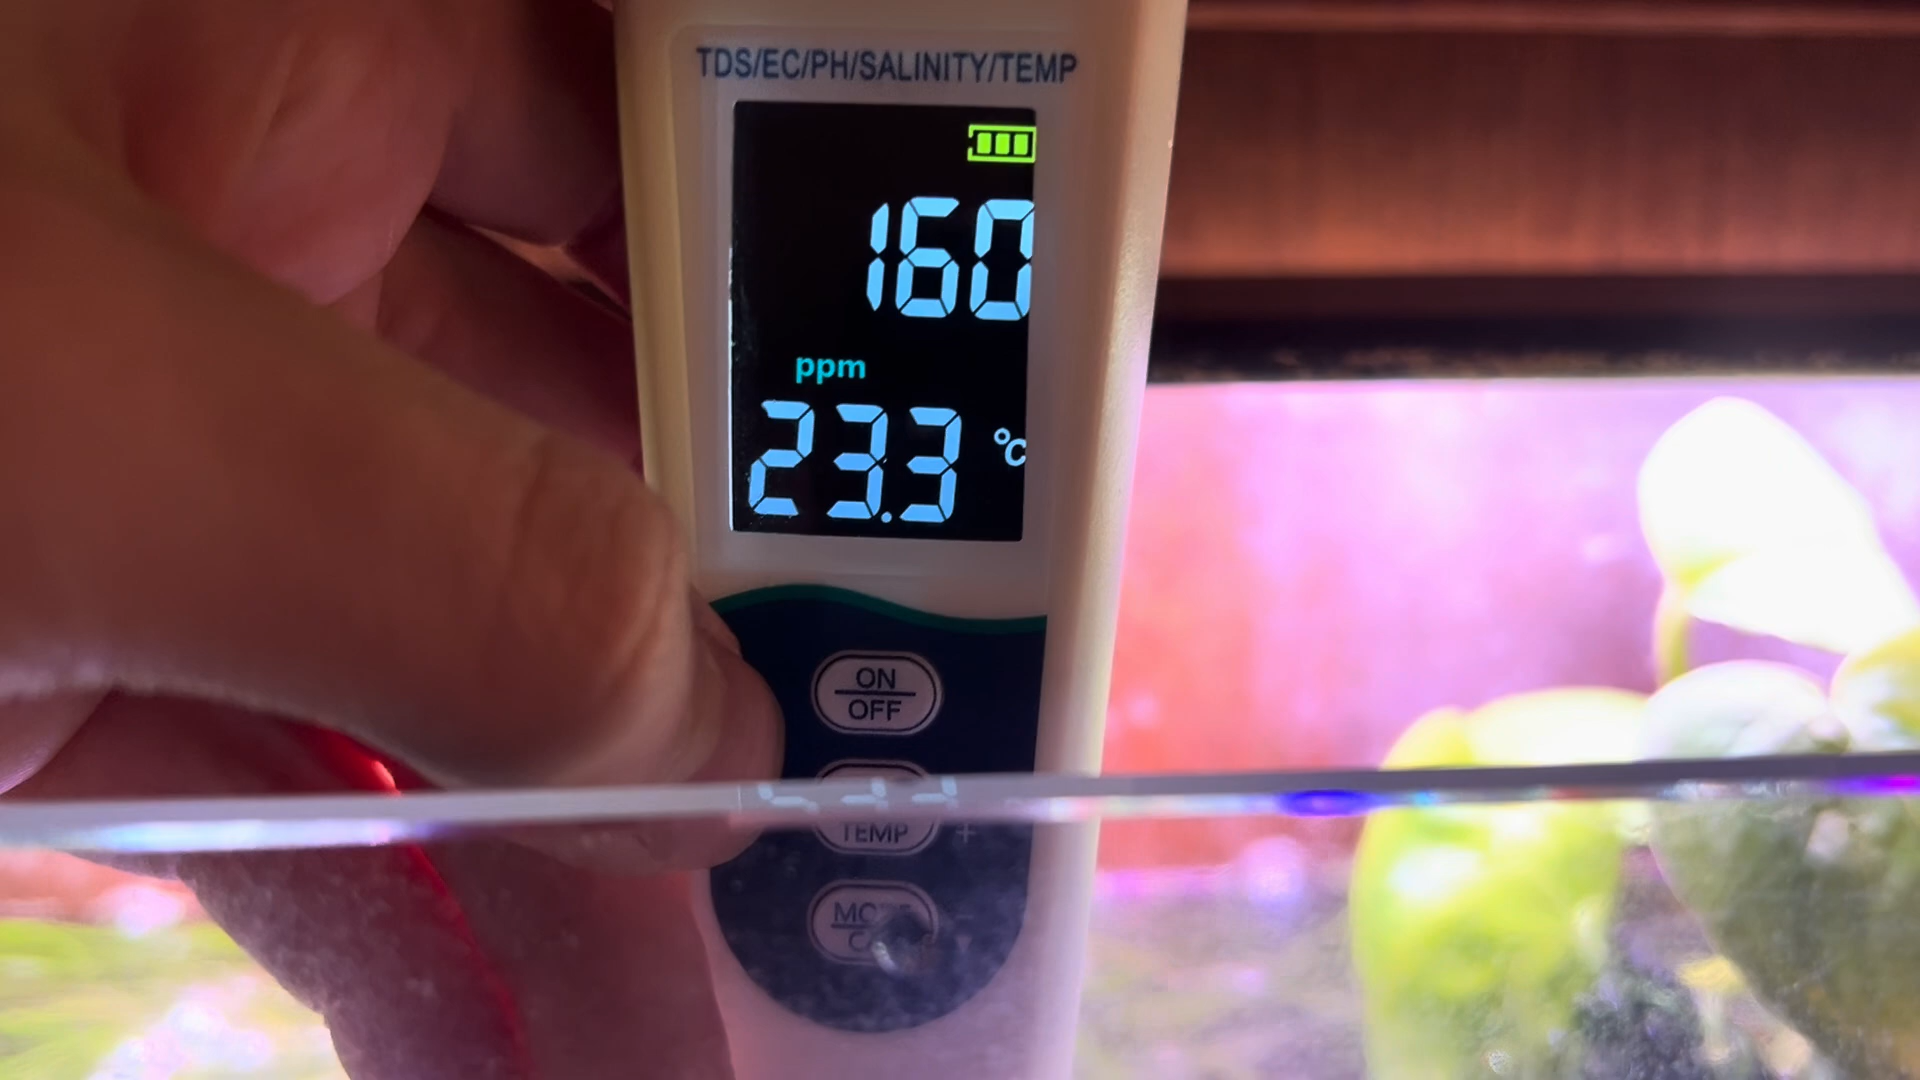 TDS/EC/PH/SALINITY/TEMP
160
ppm
23.3 °C
ON
OFF
TEMP +